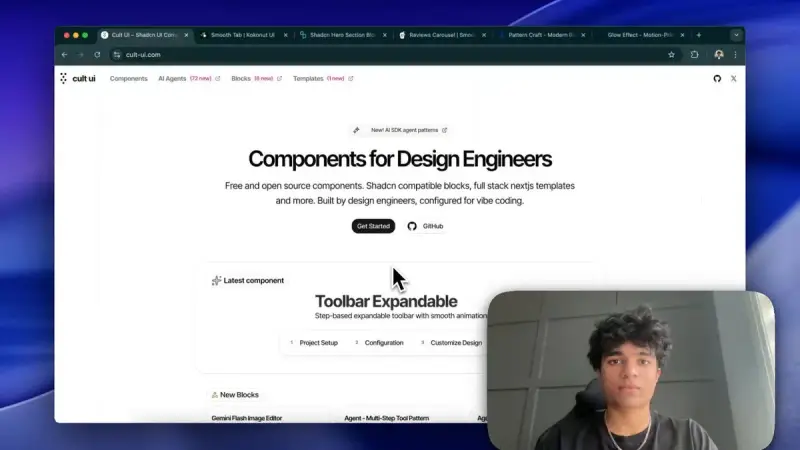 Cult UI – Shadcn UI Com
Smooth Tab | Kokonut UI
Shadcn Hero Section Blo
Reviews Carousel | Smoo
Pattern Craft - Modern B
Glow Effect - Motion-Pri
cult-ui.com
cult ui
Components
AI Agents (72 new)
Blocks (6 new)
Templates (1 new)
New! AI SDK agent patterns
Components for Design Engineers
Free and open source components. Shadcn compatible blocks, full stack nextjs templates
and more. Built by design engineers, configured for vibe coding.
Get Started
GitHub
Latest component
Toolbar Expandable
Step-based expandable toolbar with smooth animation
1 Project Setup
2 Configuration
3 Customize Design
New Blocks
Gemini Flash Image Editor
Agent - Multi-Step Tool Pattern
Age